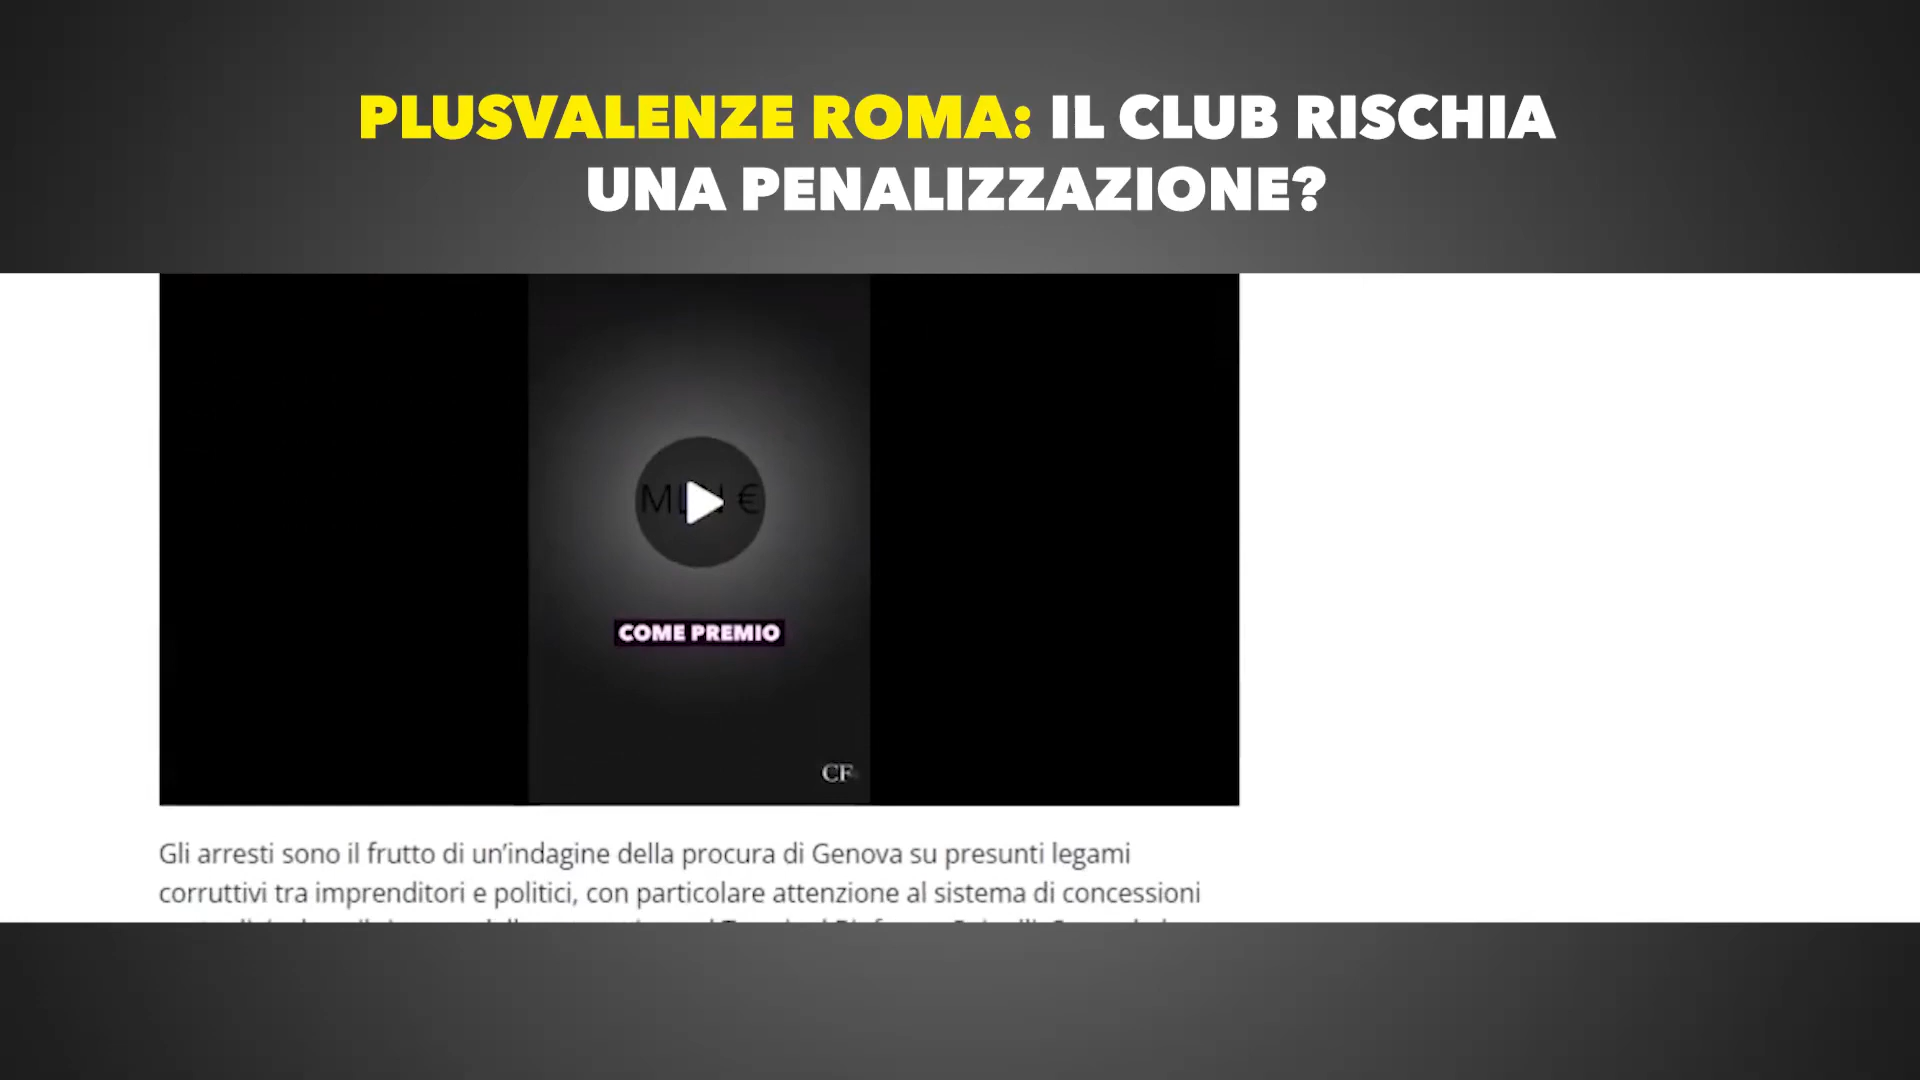 PLUSVALENZE ROMA: IL CLUB RISCHIA
UNA PENALIZZAZIONE?
COME PREMIO
CF
Gli arresti sono il frutto di un'indagine della procura di Genova su presunti legami
corruttivi tra imprenditori e politici, con particolare attenzione al sistema di concessioni